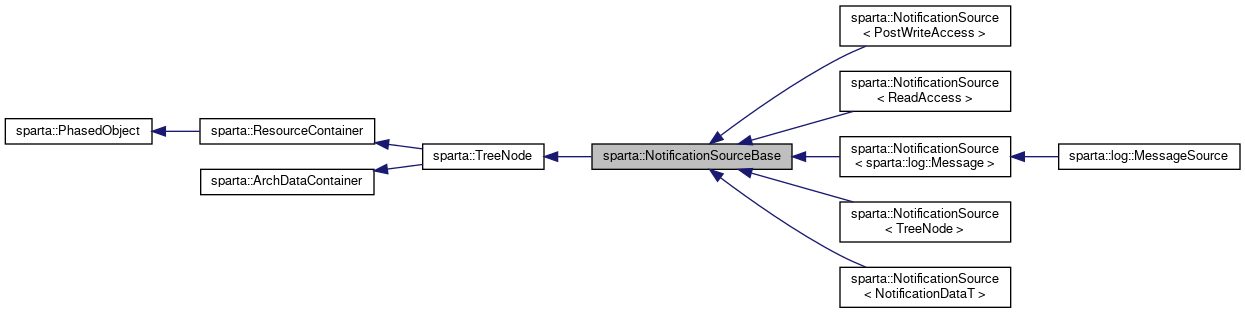 sparta::PhasedObject
sparta::ResourceContainer
sparta::ArchDataContainer
sparta::TreeNode
sparta::NotificationSourceBase
sparta::NotificationSource
< PostWriteAccess >
sparta::NotificationSource
< ReadAccess >
sparta::NotificationSource
< sparta::log::Message >
sparta::NotificationSource
< TreeNode >
sparta::NotificationSource
< NotificationDataT >
sparta::log::MessageSource